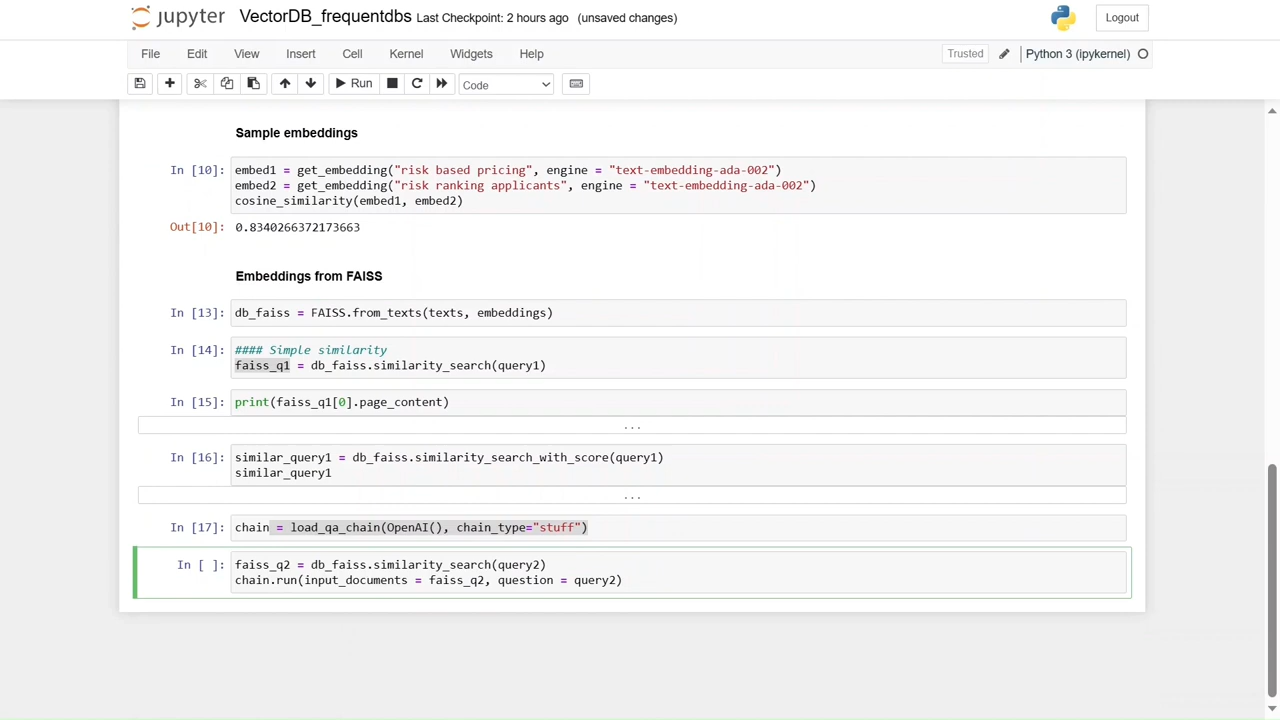 jupyter VectorDB_frequentdbs Last Checkpoint: 2 hours ago (unsaved changes) Logout
File Edit View Insert Cell Kernel Widgets Help Trusted Python 3 (ipykernel)
Run Code
Sample embeddings
In [10]: embed1 = get_embedding("risk based pricing", engine = "text-embedding-ada-002")
embed2 = get_embedding("risk ranking applicants", engine = "text-embedding-ada-002")
cosine_similarity(embed1, embed2)
Out[10]: 0.8340266372173663
Embeddings from FAISS
In [13]: db_faiss = FAISS.from_texts(texts, embeddings)
In [14]: #### Simple similarity
faiss_q1 = db_faiss.similarity_search(query1)
In [15]: print(faiss_q1[0].page_content)
...
In [16]: similar_query1 = db_faiss.similarity_search_with_score(query1)
similar_query1
...
In [17]: chain = load_qa_chain(OpenAI(), chain_type="stuff")
In [ ]: faiss_q2 = db_faiss.similarity_search(query2)
chain.run(input_documents = faiss_q2, question = query2)